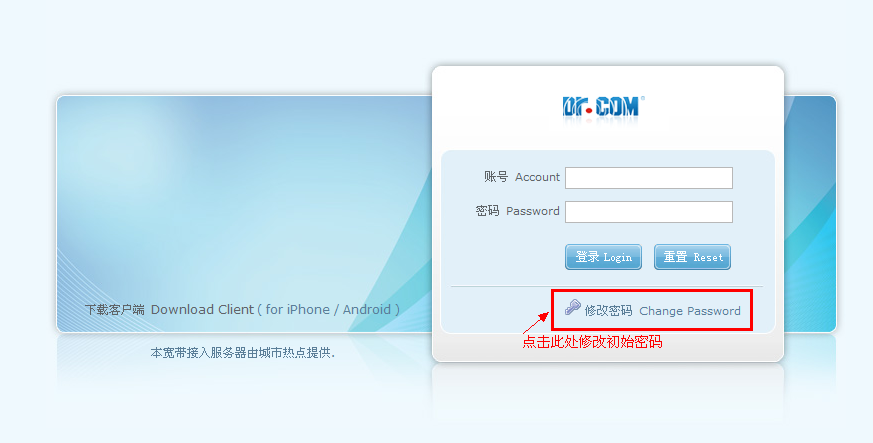 Dr.COM
账号 Account
密码 Password
登录 Login 重置 Reset
修改密码 Change Password
点击此处修改初始密码
下载客户端 Download Client ( for iPhone / Android )
本宽带接入服务器由城市热点提供.